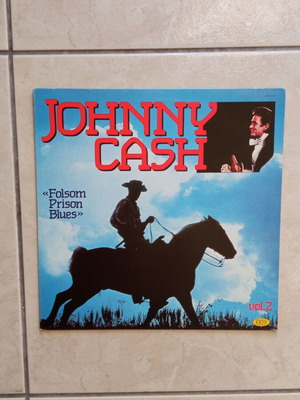 JOHNNY
CASH
«Folsom
Prison
Blues»
VOL.2